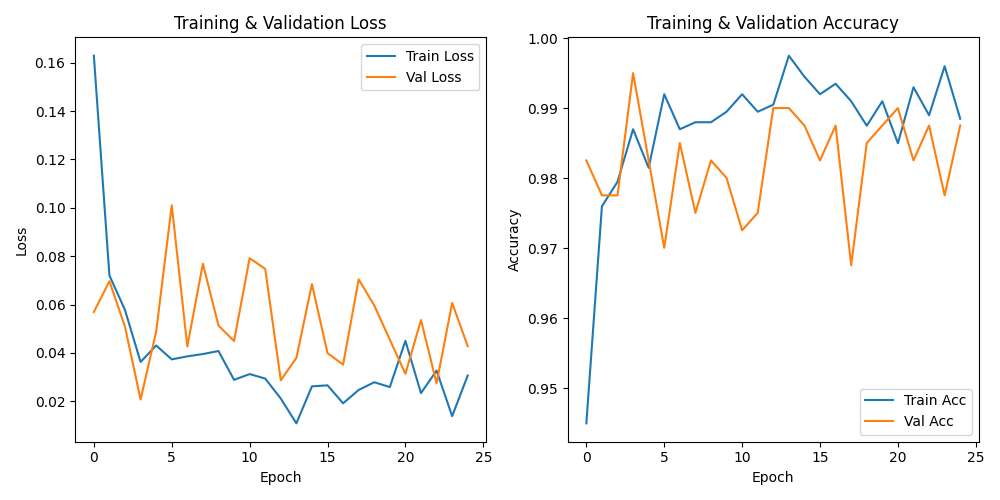 Training & Validation Loss
Loss
0.16
0.14
0.12
0.10
0.08
0.06
0.04
0.02
0
5
10
15
20
25
Epoch
Train Loss
Val Loss
Training & Validation Accuracy
Accuracy
1.00
0.99
0.98
0.97
0.96
0.95
0
5
10
15
20
25
Epoch
Train Acc
Val Acc